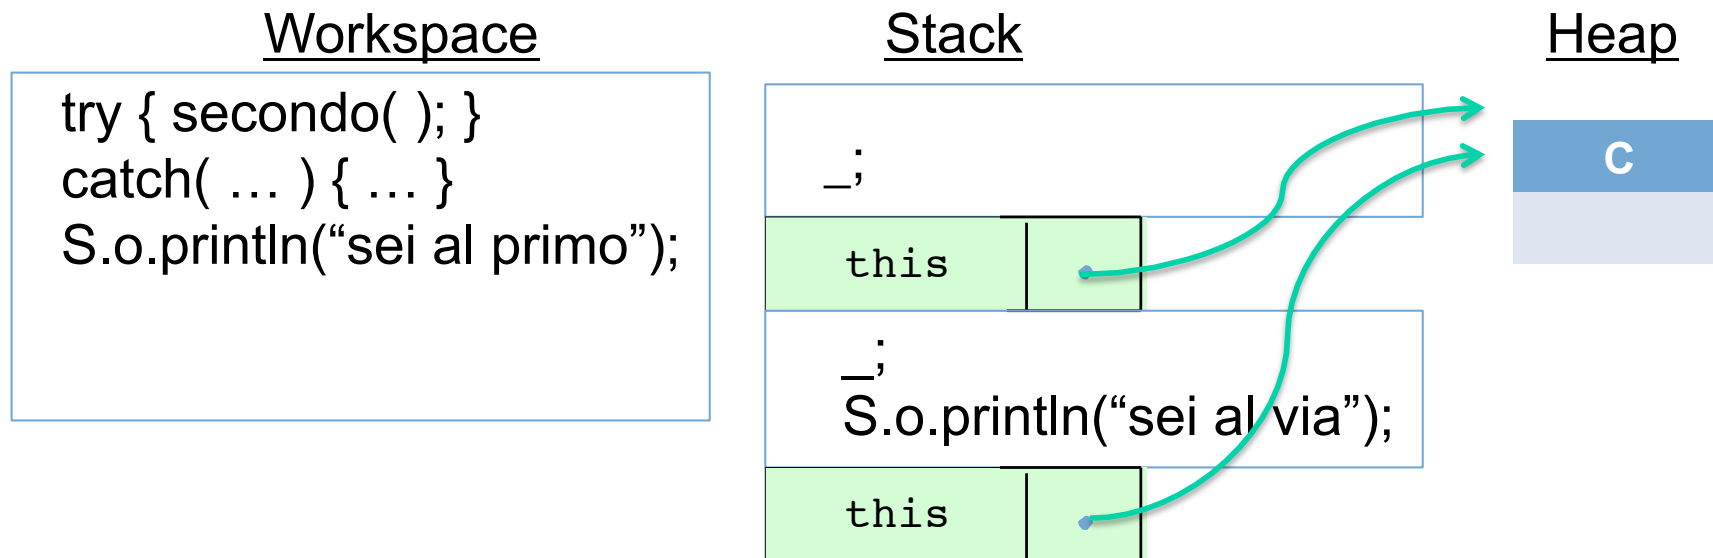 Workspace
Stack
Heap
try { secondo( ); }
catch( … ) { … }
S.o.println(“sei al primo”);
_;
this
_;
S.o.println(“sei al via”);
this
C